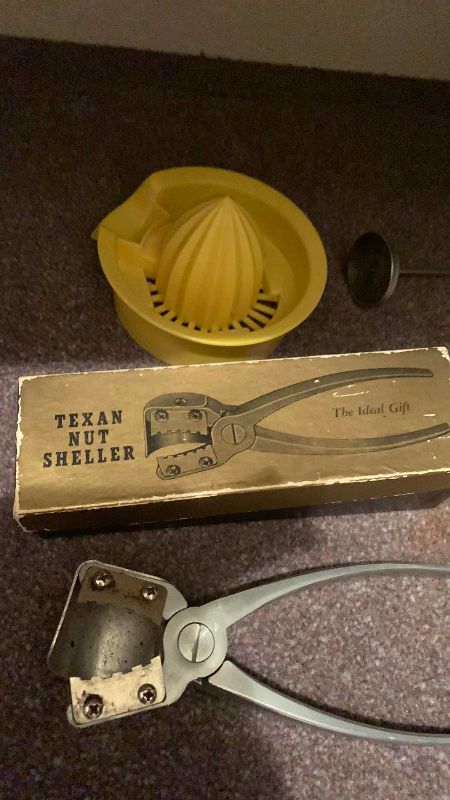 TEXAN
NUT
SHELLER
The Ideal Gift